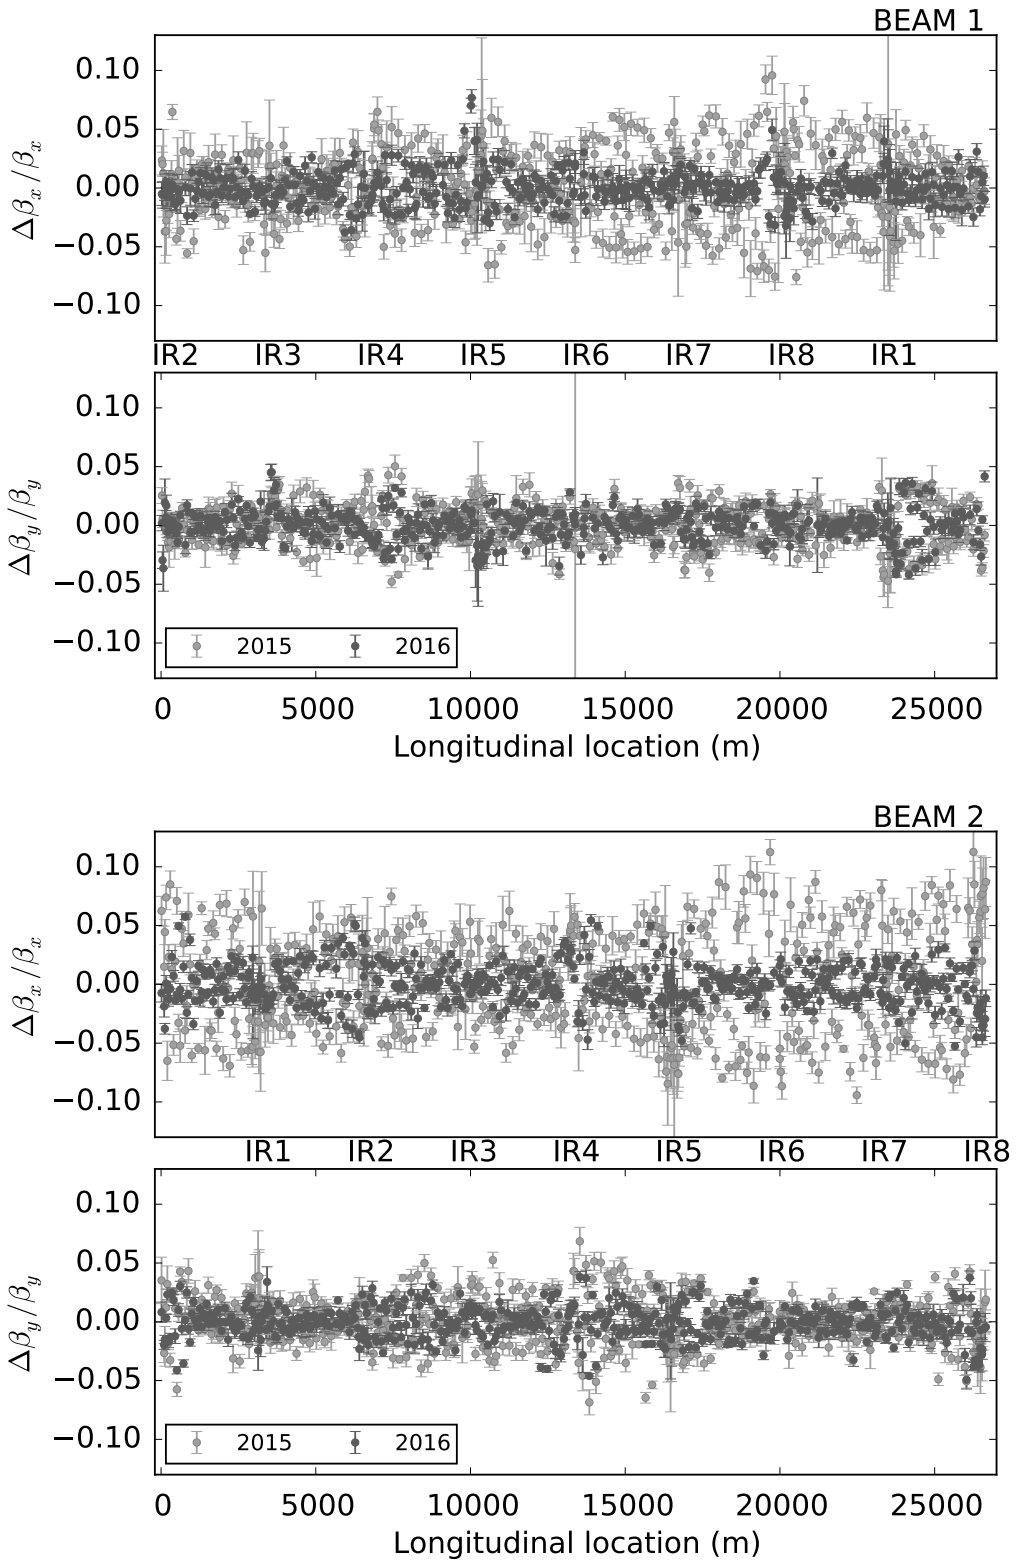 BEAM 1
0.10
0.05
0.00
−0.05
−0.10
Δβx/βx
IR2 IR3 IR4 IR5 IR6 IR7 IR8 IR1
0.10
0.05
0.00
−0.05
−0.10
Δβy/βy
2015 2016
0 5000 10000 15000 20000 25000
Longitudinal location (m)
BEAM 2
0.10
0.05
0.00
−0.05
−0.10
Δβx/βx
IR1 IR2 IR3 IR4 IR5 IR6 IR7 IR8
0.10
0.05
0.00
−0.05
−0.10
Δβy/βy
2015 2016
0 5000 10000 15000 20000 25000
Longitudinal location (m)